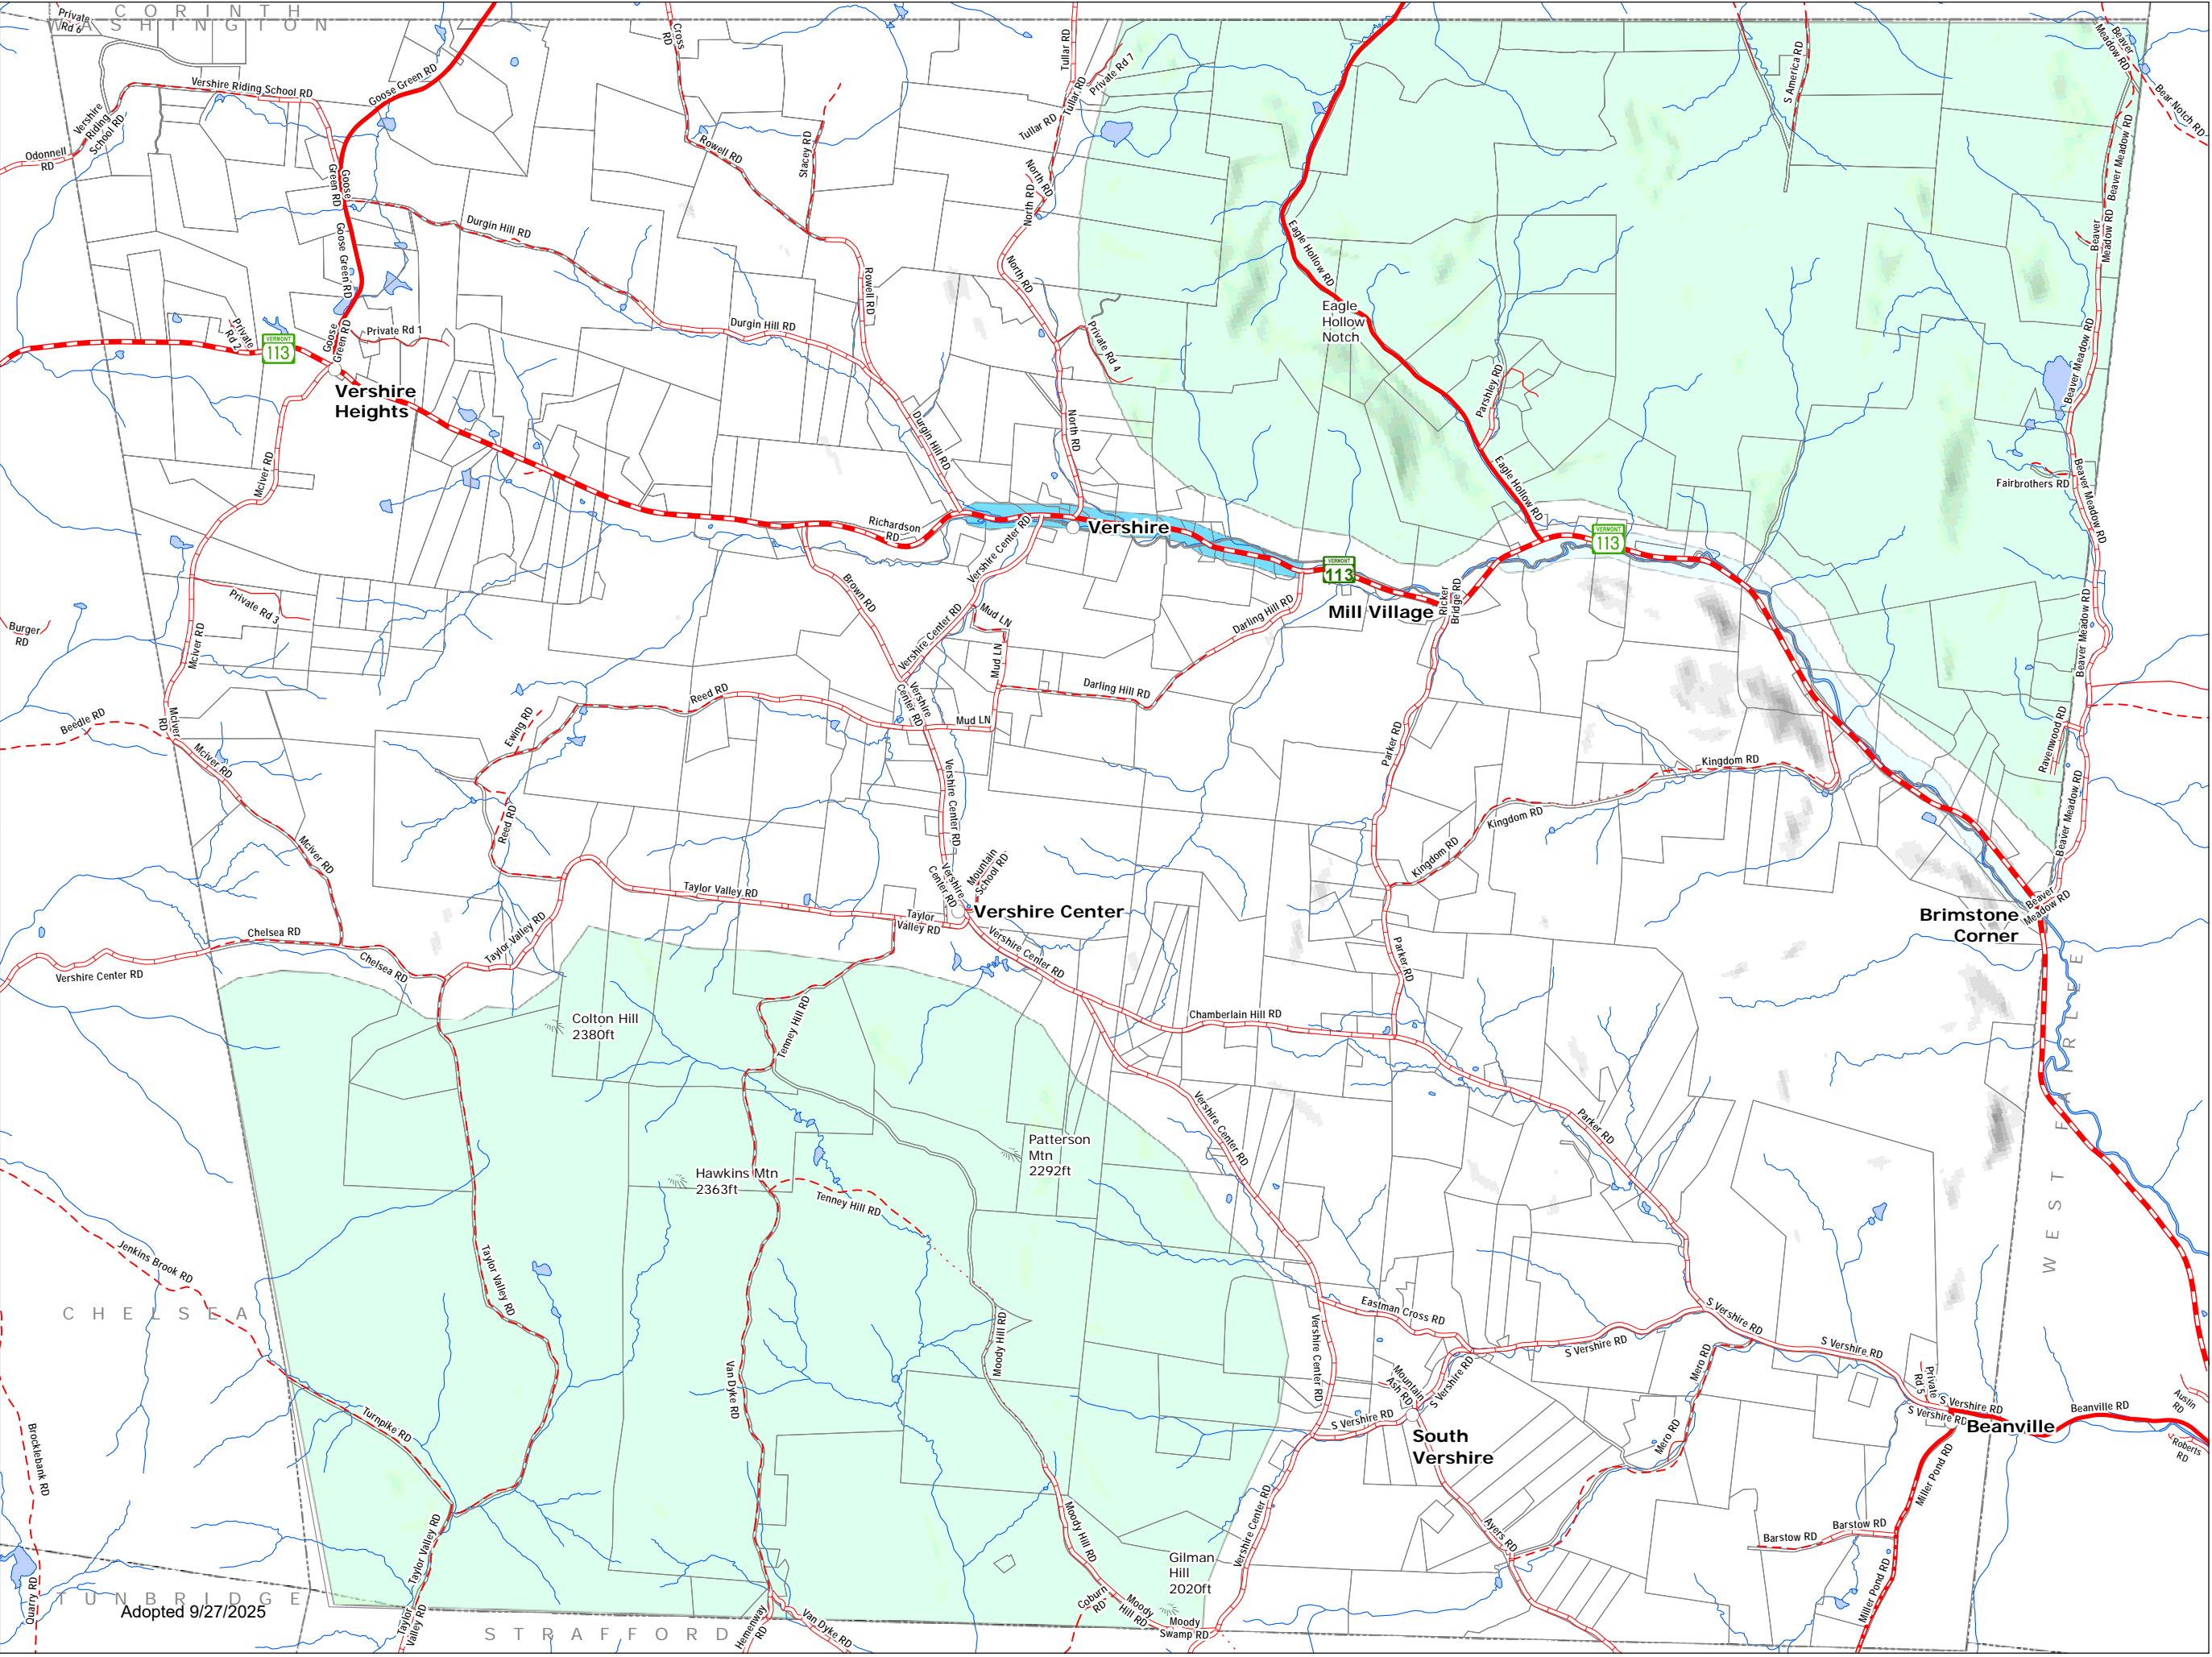 CORINTH
WASHINGTON
Private
Rd 6
Vershire Riding School RD
Goose Green RD
Vershire
Riding
School RD
Odonnell
RD
Goose
Green RD
Goose Green RD
Goose
Green RD
Durgin Hill RD
Cross
RD
Rowell RD
Stacey RD
Rowell RD
Durgin Hill RD
Durgin Hill RD
Tullar RD
Private Rd 7
Tullar RD
Tullar RD
North RD
North RD
North RD
North RD
Private Rd 4
Eagle Hollow RD
Eagle
Hollow
Notch
Parshley RD
Eagle Hollow RD
S America RD
Beaver
Meadow RD
Bear Notch RD
Beaver Meadow RD
Beaver
Meadow RD
Beaver Meadow RD
Fairbrothers RD
Beaver Meadow RD
Beaver Meadow RD
Ravenwood RD
Beaver Meadow RD
Beaver
Meadow RD
Private
Rd 2
VERMONT
113
Private Rd 1
Vershire
Heights
Mciver RD
Richardson
RD
Vershire
Vershire Center RD
VERMONT
113
VERMONT
113
Mill Village
Ricker
Bridge RD
Darling Hill RD
Darling Hill RD
Brown RD
Vershire Center RD
Mud LN
Mud LN
Mud LN
Vershire
Center RD
Private Rd 3
Burger
RD
Mciver RD
Mciver
RD
Beedle RD
Mciver RD
Mciver RD
Ewing RD
Reed RD
Reed RD
Vershire Center RD
Parker RD
Kingdom RD
Kingdom RD
Kingdom RD
Taylor Valley RD
Taylor Valley RD
Taylor
Valley RD
Vershire
Center RD
Mountain
School RD
Vershire Center
Vershire Center RD
Brimstone
Corner
Chelsea RD
Chelsea RD
Vershire Center RD
Colton Hill
2380ft
Tenney Hill RD
Chamberlain Hill RD
Parker RD
Parker RD
Vershire Center RD
Patterson
Mtn
2292ft
Hawkins Mtn
2363ft
Tenney Hill RD
WEST FAIRLEE
Jenkins Brook RD
CHELSEA
Taylor Valley RD
Moody Hill RD
Van Dyke RD
Turnpike RD
Brocklebank RD
Eastman Cross RD
Vershire Center RD
S Vershire RD
S Vershire RD
S Vershire RD
Mountain
Ash RD
S Vershire RD
S Vershire RD
South
Vershire
Mero RD
Mero RD
Private
Rd 5
S Vershire RD
S Vershire RD
Beanville
Beanville RD
Austin
RD
Roberts
RD
Miller Pond RD
Barstow RD
Barstow RD
Miller Pond RD
Ayers RD
Vershire Center RD
Moody Hill RD
Gilman
Hill
2020ft
Coburn
RD
Moody
Hill RD
Moody
Swamp RD
Taylor Valley RD
Taylor
Valley RD
Hemenway
RD
Van Dyke RD
Quarry RD
TUNBRIDGE
Adopted 9/27/2025
STRAFFORD